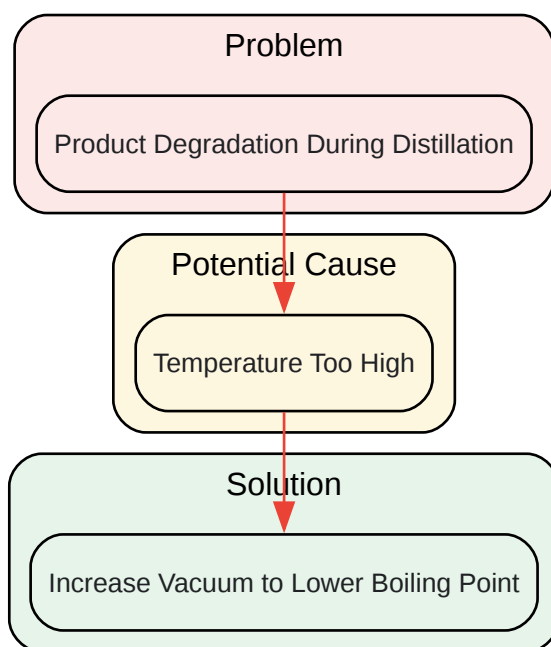 Problem
Product Degradation During Distillation
Potential Cause
Temperature Too High
Solution
Increase Vacuum to Lower Boiling Point